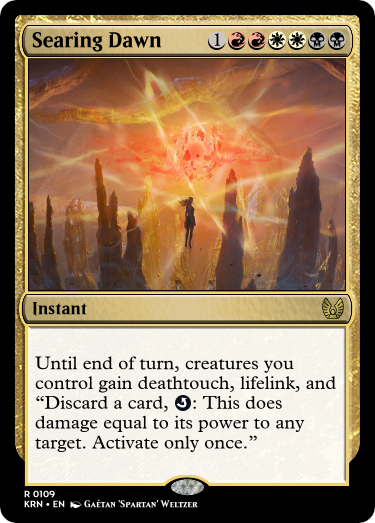 Searing Dawn 1
Instant
Until end of turn, creatures you
control gain deathtouch, lifelink, and
“Discard a card, : This does
damage equal to its power to any
target. Activate only once.”
R 0109
KRN • EN Gaétan 'Spartan' Weltzer